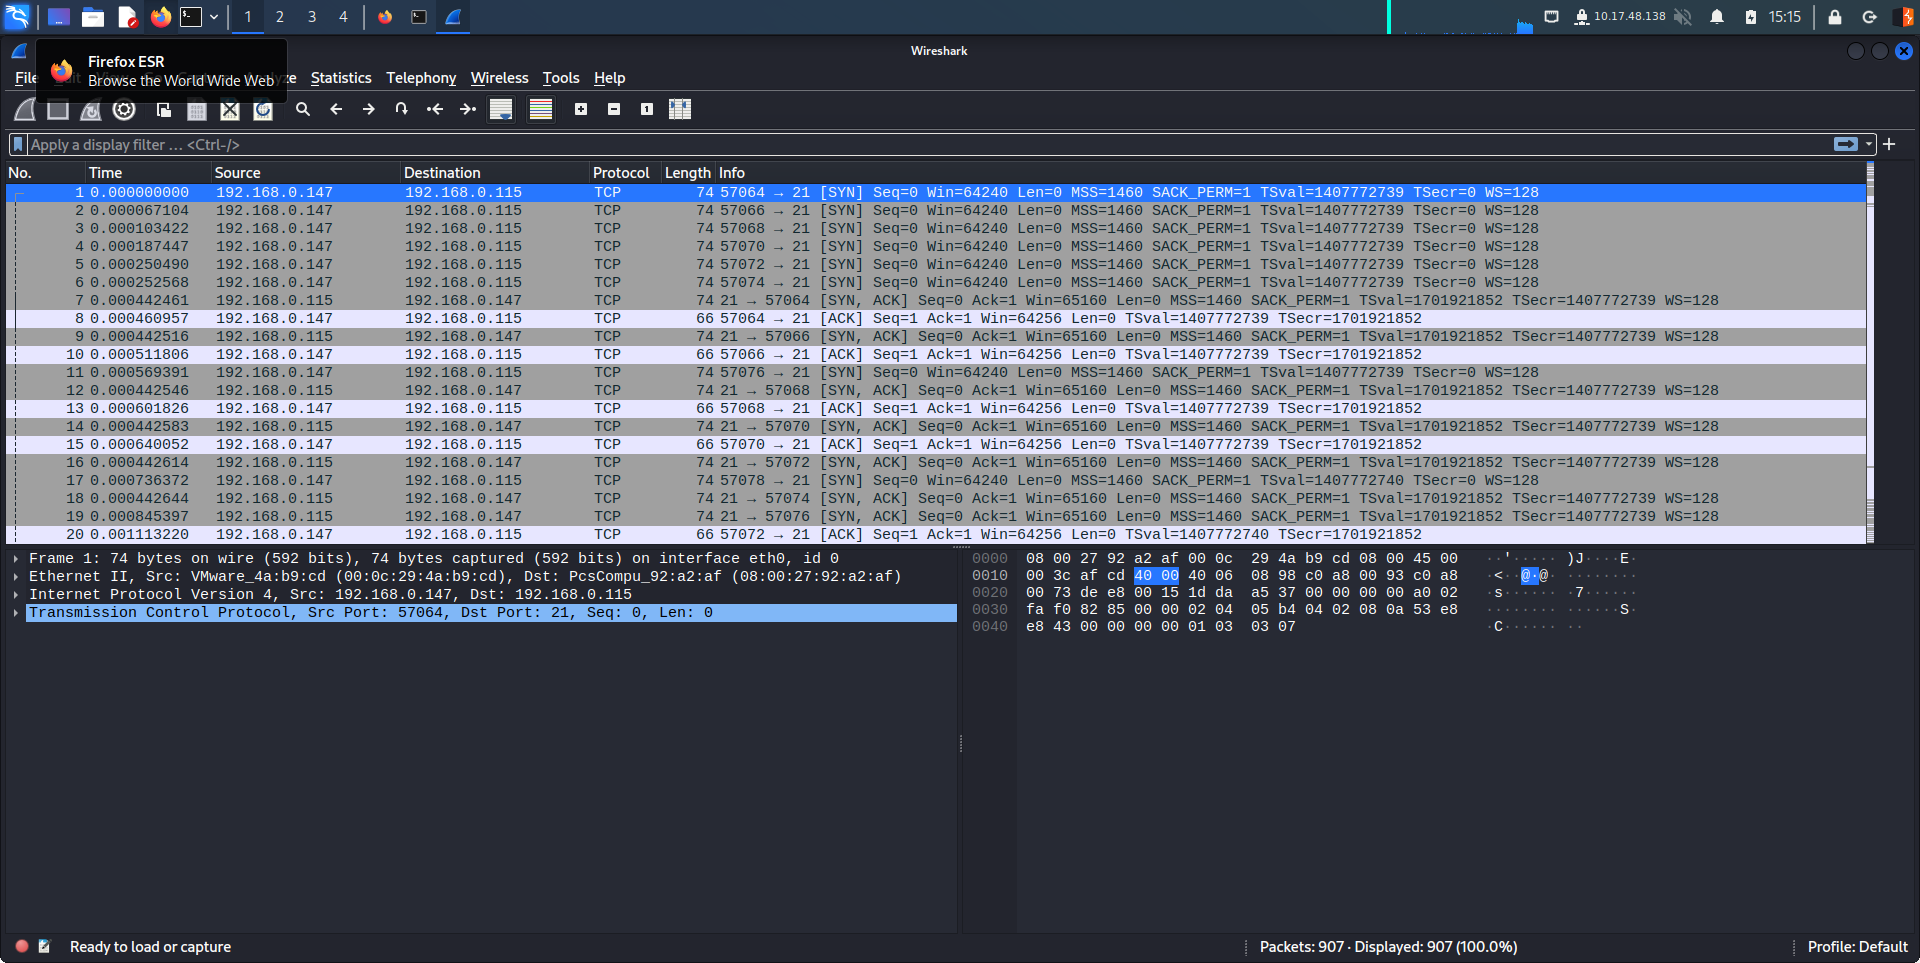 1 2 3 4 10.17.48.138 15:15
Wireshark
Firefox ESR
Browse the World Wide Web
File Statistics Telephony Wireless Tools Help
Apply a display filter … <Ctrl-/>
No. Time Source Destination Protocol Length Info
1 0.000000000 192.168.0.147 192.168.0.115 TCP 74 57064 → 21 [SYN] Seq=0 Win=64240 Len=0 MSS=1460 SACK_PERM=1 TSval=1407772739 TSecr=0 WS=128
2 0.000067104 192.168.0.147 192.168.0.115 TCP 74 57066 → 21 [SYN] Seq=0 Win=64240 Len=0 MSS=1460 SACK_PERM=1 TSval=1407772739 TSecr=0 WS=128
3 0.000103422 192.168.0.147 192.168.0.115 TCP 74 57068 → 21 [SYN] Seq=0 Win=64240 Len=0 MSS=1460 SACK_PERM=1 TSval=1407772739 TSecr=0 WS=128
4 0.000187447 192.168.0.147 192.168.0.115 TCP 74 57070 → 21 [SYN] Seq=0 Win=64240 Len=0 MSS=1460 SACK_PERM=1 TSval=1407772739 TSecr=0 WS=128
5 0.000250490 192.168.0.147 192.168.0.115 TCP 74 57072 → 21 [SYN] Seq=0 Win=64240 Len=0 MSS=1460 SACK_PERM=1 TSval=1407772739 TSecr=0 WS=128
6 0.000252568 192.168.0.147 192.168.0.115 TCP 74 57074 → 21 [SYN] Seq=0 Win=64240 Len=0 MSS=1460 SACK_PERM=1 TSval=1407772739 TSecr=0 WS=128
7 0.000442461 192.168.0.115 192.168.0.147 TCP 74 21 → 57064 [SYN, ACK] Seq=0 Ack=1 Win=65160 Len=0 MSS=1460 SACK_PERM=1 TSval=1701921852 TSecr=1407772739 WS=128
8 0.000460957 192.168.0.147 192.168.0.115 TCP 66 57064 → 21 [ACK] Seq=1 Ack=1 Win=64256 Len=0 TSval=1407772739 TSecr=1701921852
9 0.000442516 192.168.0.115 192.168.0.147 TCP 74 21 → 57066 [SYN, ACK] Seq=0 Ack=1 Win=65160 Len=0 MSS=1460 SACK_PERM=1 TSval=1701921852 TSecr=1407772739 WS=128
10 0.000511806 192.168.0.147 192.168.0.115 TCP 66 57066 → 21 [ACK] Seq=1 Ack=1 Win=64256 Len=0 TSval=1407772739 TSecr=1701921852
11 0.000569391 192.168.0.147 192.168.0.115 TCP 74 57076 → 21 [SYN] Seq=0 Win=64240 Len=0 MSS=1460 SACK_PERM=1 TSval=1407772739 TSecr=0 WS=128
12 0.000442546 192.168.0.115 192.168.0.147 TCP 74 21 → 57068 [SYN, ACK] Seq=0 Ack=1 Win=65160 Len=0 MSS=1460 SACK_PERM=1 TSval=1701921852 TSecr=1407772739 WS=128
13 0.000601826 192.168.0.147 192.168.0.115 TCP 66 57068 → 21 [ACK] Seq=1 Ack=1 Win=64256 Len=0 TSval=1407772739 TSecr=1701921852
14 0.000442583 192.168.0.115 192.168.0.147 TCP 74 21 → 57070 [SYN, ACK] Seq=0 Ack=1 Win=65160 Len=0 MSS=1460 SACK_PERM=1 TSval=1701921852 TSecr=1407772739 WS=128
15 0.000640052 192.168.0.147 192.168.0.115 TCP 66 57070 → 21 [ACK] Seq=1 Ack=1 Win=64256 Len=0 TSval=1407772739 TSecr=1701921852
16 0.000442614 192.168.0.115 192.168.0.147 TCP 74 21 → 57072 [SYN, ACK] Seq=0 Ack=1 Win=65160 Len=0 MSS=1460 SACK_PERM=1 TSval=1701921852 TSecr=1407772739 WS=128
17 0.000736372 192.168.0.147 192.168.0.115 TCP 74 57078 → 21 [SYN] Seq=0 Win=64240 Len=0 MSS=1460 SACK_PERM=1 TSval=1407772740 TSecr=0 WS=128
18 0.000442644 192.168.0.115 192.168.0.147 TCP 74 21 → 57074 [SYN, ACK] Seq=0 Ack=1 Win=65160 Len=0 MSS=1460 SACK_PERM=1 TSval=1701921852 TSecr=1407772739 WS=128
19 0.000845397 192.168.0.115 192.168.0.147 TCP 74 21 → 57076 [SYN, ACK] Seq=0 Ack=1 Win=65160 Len=0 MSS=1460 SACK_PERM=1 TSval=1701921852 TSecr=1407772739 WS=128
20 0.001113220 192.168.0.147 192.168.0.115 TCP 66 57072 → 21 [ACK] Seq=1 Ack=1 Win=64256 Len=0 TSval=1407772740 TSecr=1701921852
Frame 1: 74 bytes on wire (592 bits), 74 bytes captured (592 bits) on interface eth0, id 0
Ethernet II, Src: VMware_4a:b9:cd (00:0c:29:4a:b9:cd), Dst: PcsCompu_92:a2:af (08:00:27:92:a2:af)
Internet Protocol Version 4, Src: 192.168.0.147, Dst: 192.168.0.115
Transmission Control Protocol, Src Port: 57064, Dst Port: 21, Seq: 0, Len: 0
0000 08 00 27 92 a2 af 00 0c 29 4a b9 cd 08 00 45 00 ··'····· )J····E·
0010 00 3c af cd 40 00 40 06 08 98 c0 a8 00 93 c0 a8 ·<··@·@· ········
0020 00 73 de e8 00 15 1d da a5 37 00 00 00 00 a0 02 ·s······ ·7······
0030 fa f0 82 85 00 00 02 04 05 b4 04 02 08 0a 53 e8 ········ ······S·
0040 e8 43 00 00 00 00 01 03 03 07 ·C······ ··
Ready to load or capture Packets: 907 · Displayed: 907 (100.0%) Profile: Default